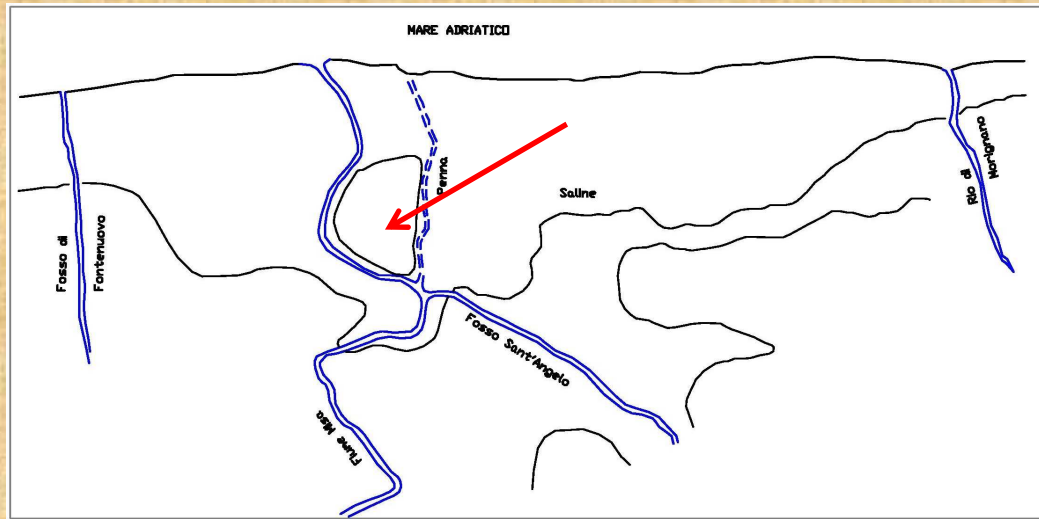 MARE ADRIATICO
Fosso di
Fontenuovo
Penna
Saline
Rio di
Marignano
Fosso Sant'Angelo
Fiume Misa